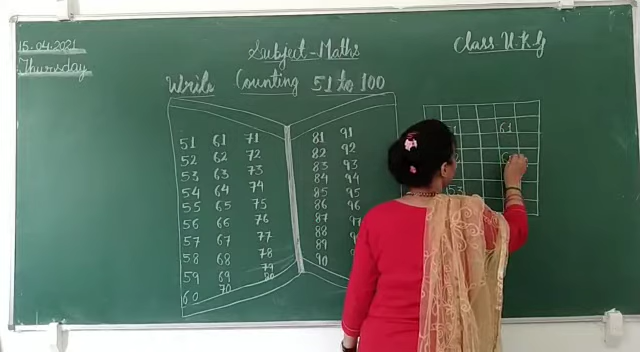 15.04.2021
Thursday
Subject-Maths
Class-U.K.G
Write Counting 51 to 100
51 61 71 81 91
52 62 72 82 92
53 63 73 83 93
54 64 74 84 94
55 65 75 85 95
56 66 76 86 96
57 67 77 87 97
58 68 78 88
59 69 79 89
60 70 80 90
61
53